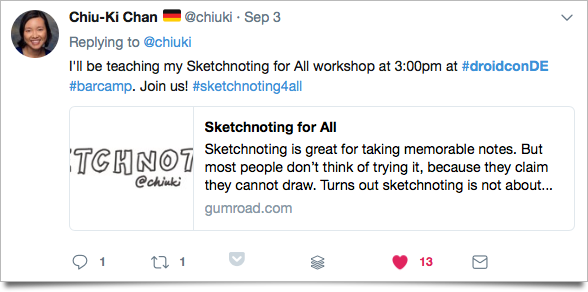 Chiu-Ki Chan 🇩🇪 @chiuki · Sep 3
Replying to @chiuki
I'll be teaching my Sketchnoting for All workshop at 3:00pm at #droidconDE
#barcamp. Join us! #sketchnoting4all
TCHNOT
@chiuki
Sketchnoting for All
Sketchnoting is great for taking memorable notes. But
most people don’t think of trying it, because they claim
they cannot draw. Turns out sketchnoting is not about...
gumroad.com
1 1 13